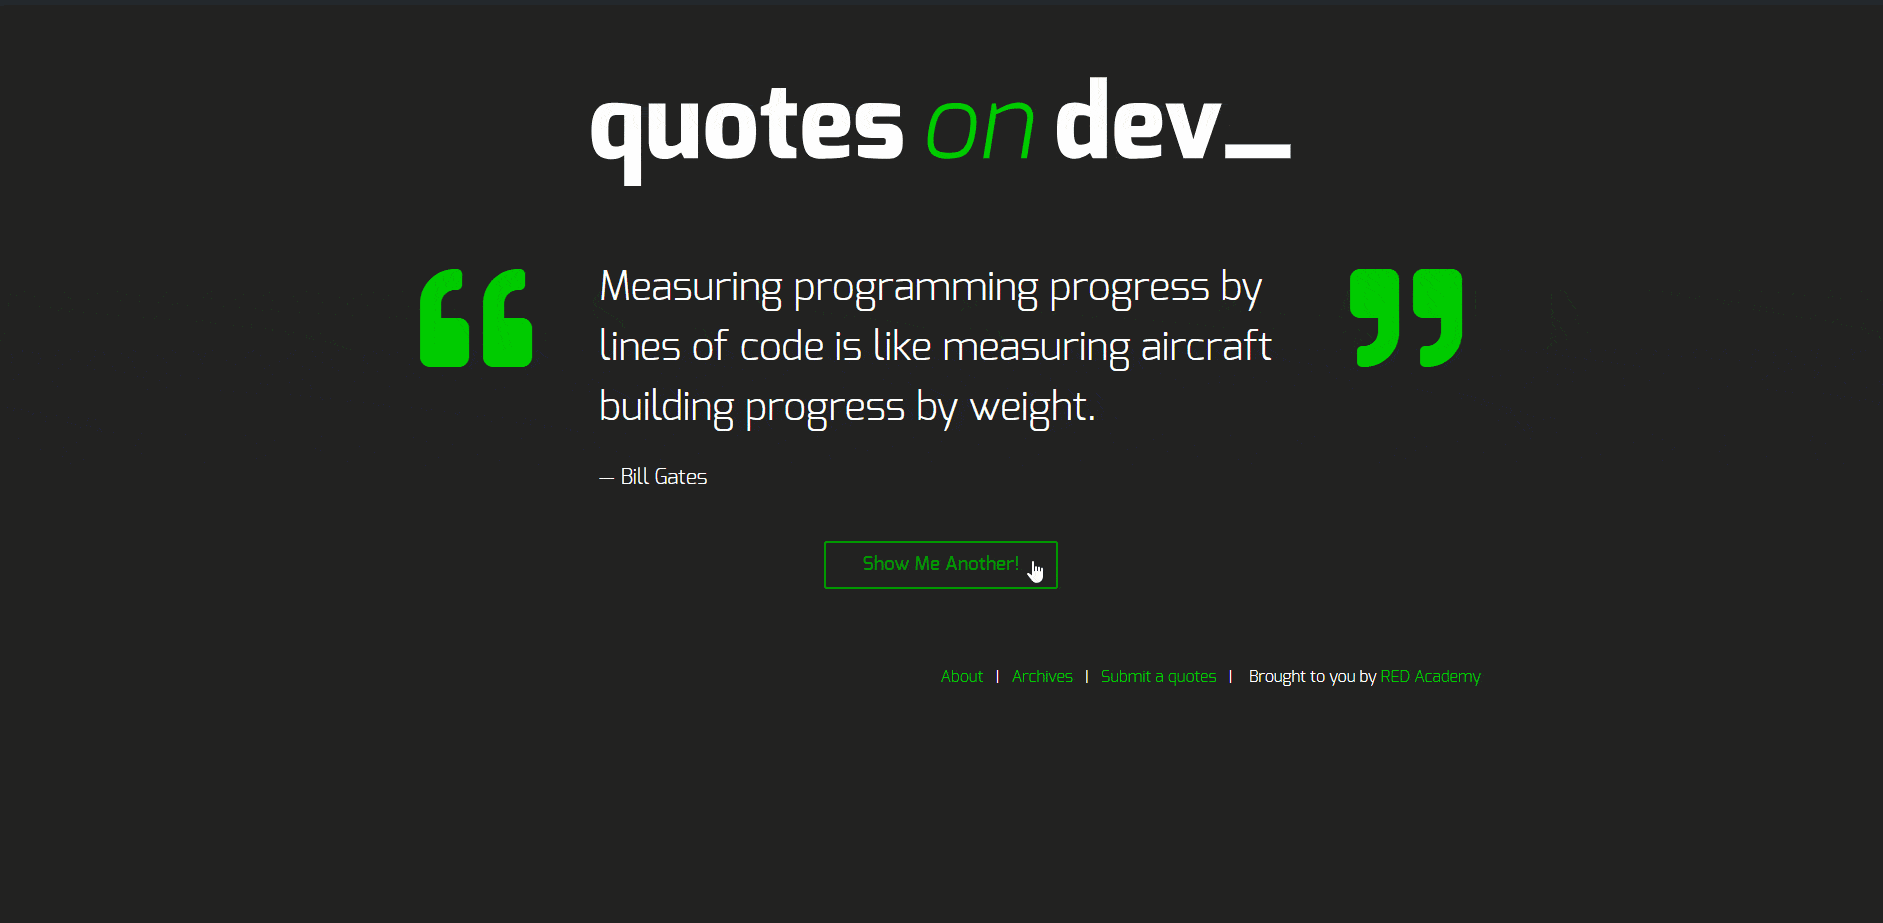 quotes on dev_
Measuring programming progress by
lines of code is like measuring aircraft
building progress by weight.
— Bill Gates
Show Me Another!
About | Archives | Submit a quotes | Brought to you by RED Academy